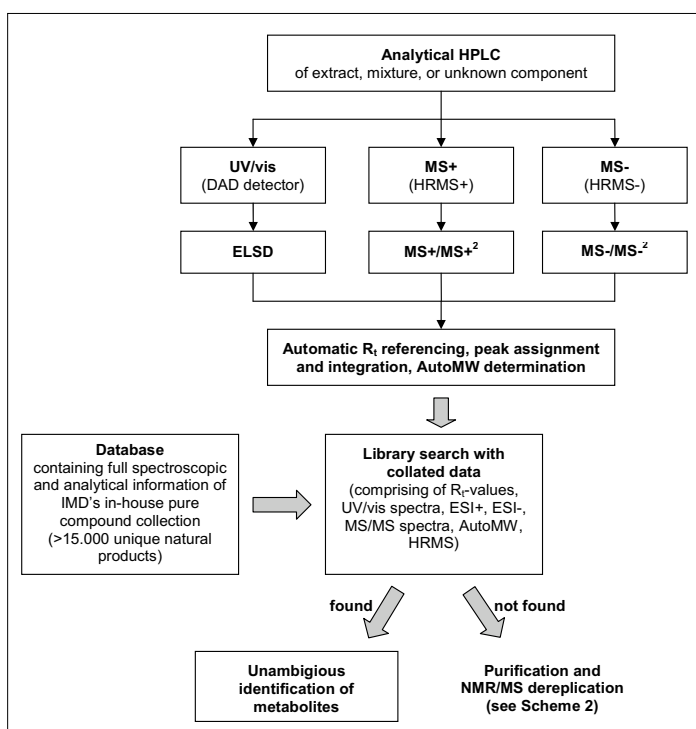 Analytical HPLC
of extract, mixture, or unknown component
UV/vis
(DAD detector)
MS+
(HRMS+)
MS-
(HRMS-)
ELSD
MS+/MS+²
MS-/MS-²
Automatic Rₜ referencing, peak assignment
and integration, AutoMW determination
Database
containing full spectroscopic
and analytical information of
IMD's in-house pure
compound collection
(>15.000 unique natural
products)
Library search with
collated data
(comprising of Rₜ-values,
UV/vis spectra, ESI+, ESI-,
MS/MS spectra, AutoMW,
HRMS)
found
not found
Unambigious
identification of
metabolites
Purification and
NMR/MS dereplication
(see Scheme 2)